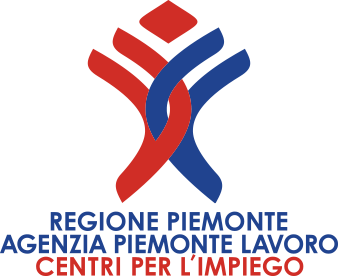 REGIONE PIEMONTE
AGENZIA PIEMONTE LAVORO
CENTRI PER L'IMPIEGO